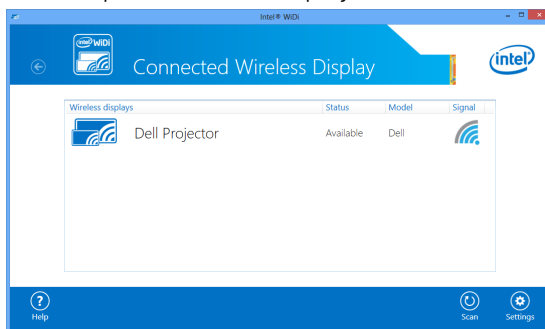 Intel® WiDi
intel WiDi
Connected Wireless Display
intel
Wireless displays Status Model Signal
Dell Projector Available Dell
Help Scan Settings